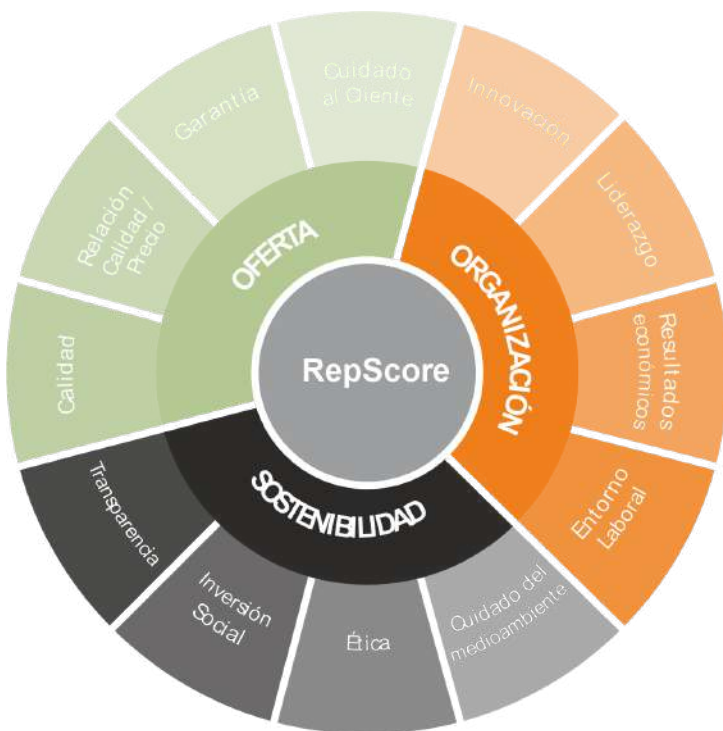 Cuidado
al Cliente
Innovación
Garantía
Liderazgo
Relación
Calidad /
Precio
OFERTA
ORGANIZACIÓN
Resultados
económicos
RepScore
Calidad
Entorno
Laboral
SOSTENIBILIDAD
Transparencia
Inversión
Social
Ética
Cuidado del
medioambiente